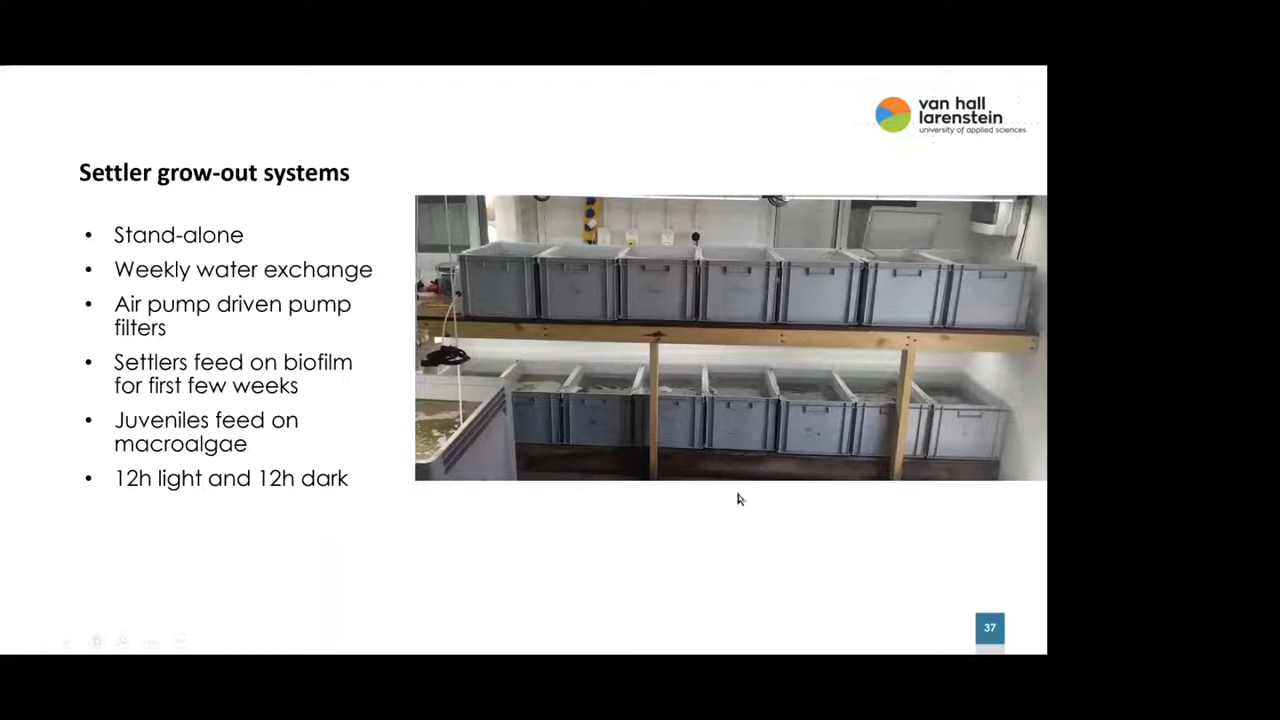 van hall
larenstein
university of applied sciences
Settler grow-out systems
• Stand-alone
• Weekly water exchange
• Air pump driven pump
filters
• Settlers feed on biofilm
for first few weeks
• Juveniles feed on
macroalgae
• 12h light and 12h dark
37